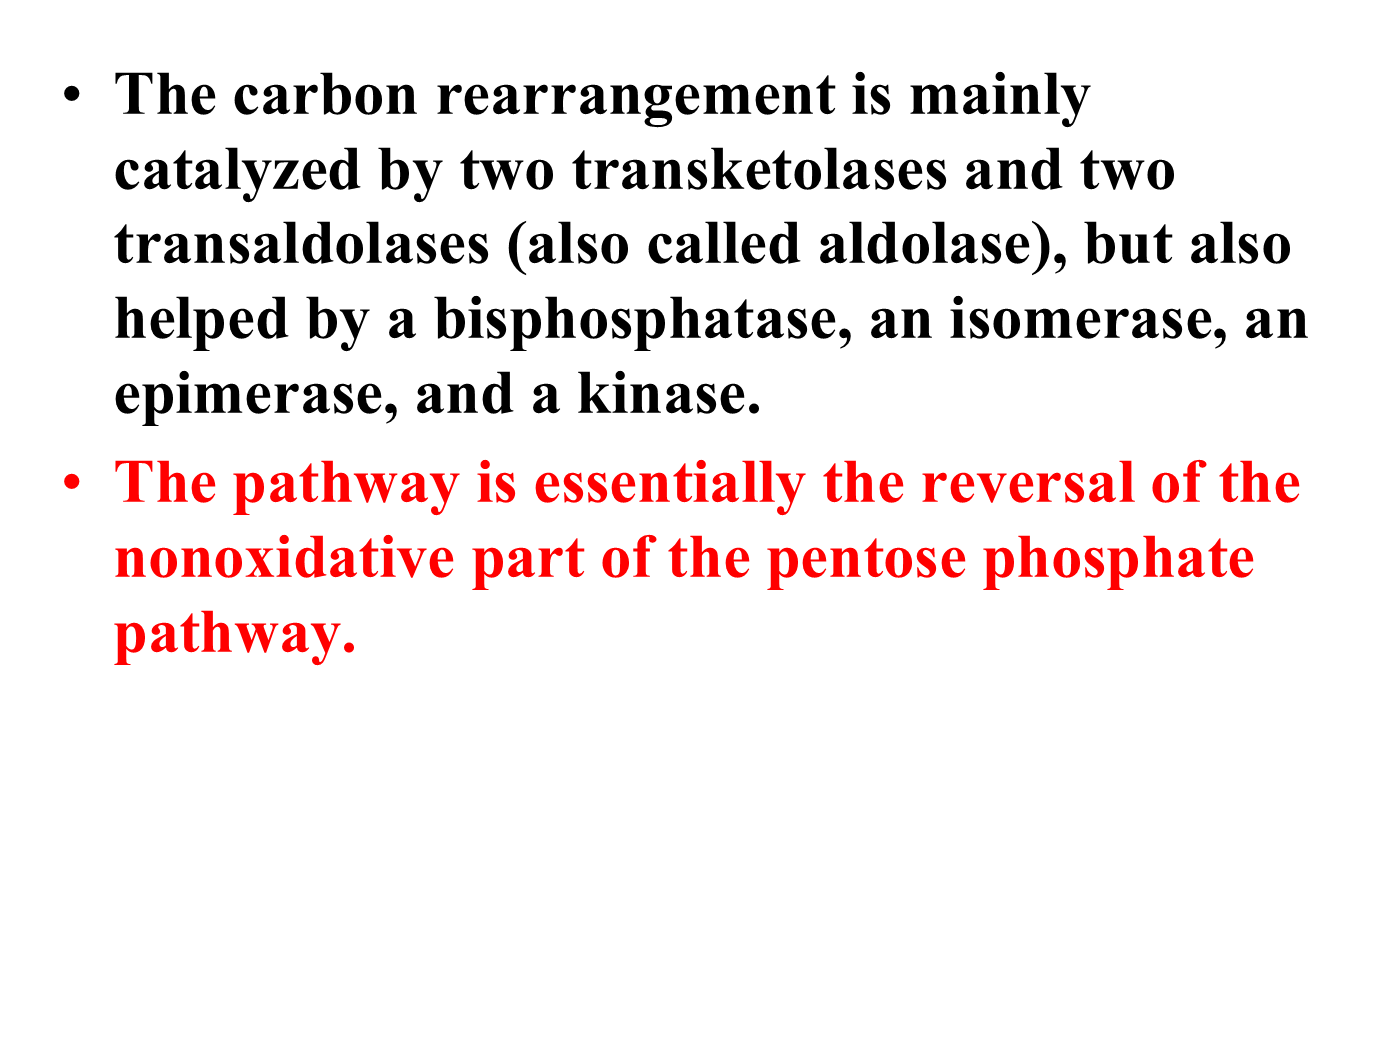 • The carbon rearrangement is mainly
catalyzed by two transketolases and two
transaldolases (also called aldolase), but also
helped by a bisphosphatase, an isomerase, an
epimerase, and a kinase.
• The pathway is essentially the reversal of the
nonoxidative part of the pentose phosphate
pathway.